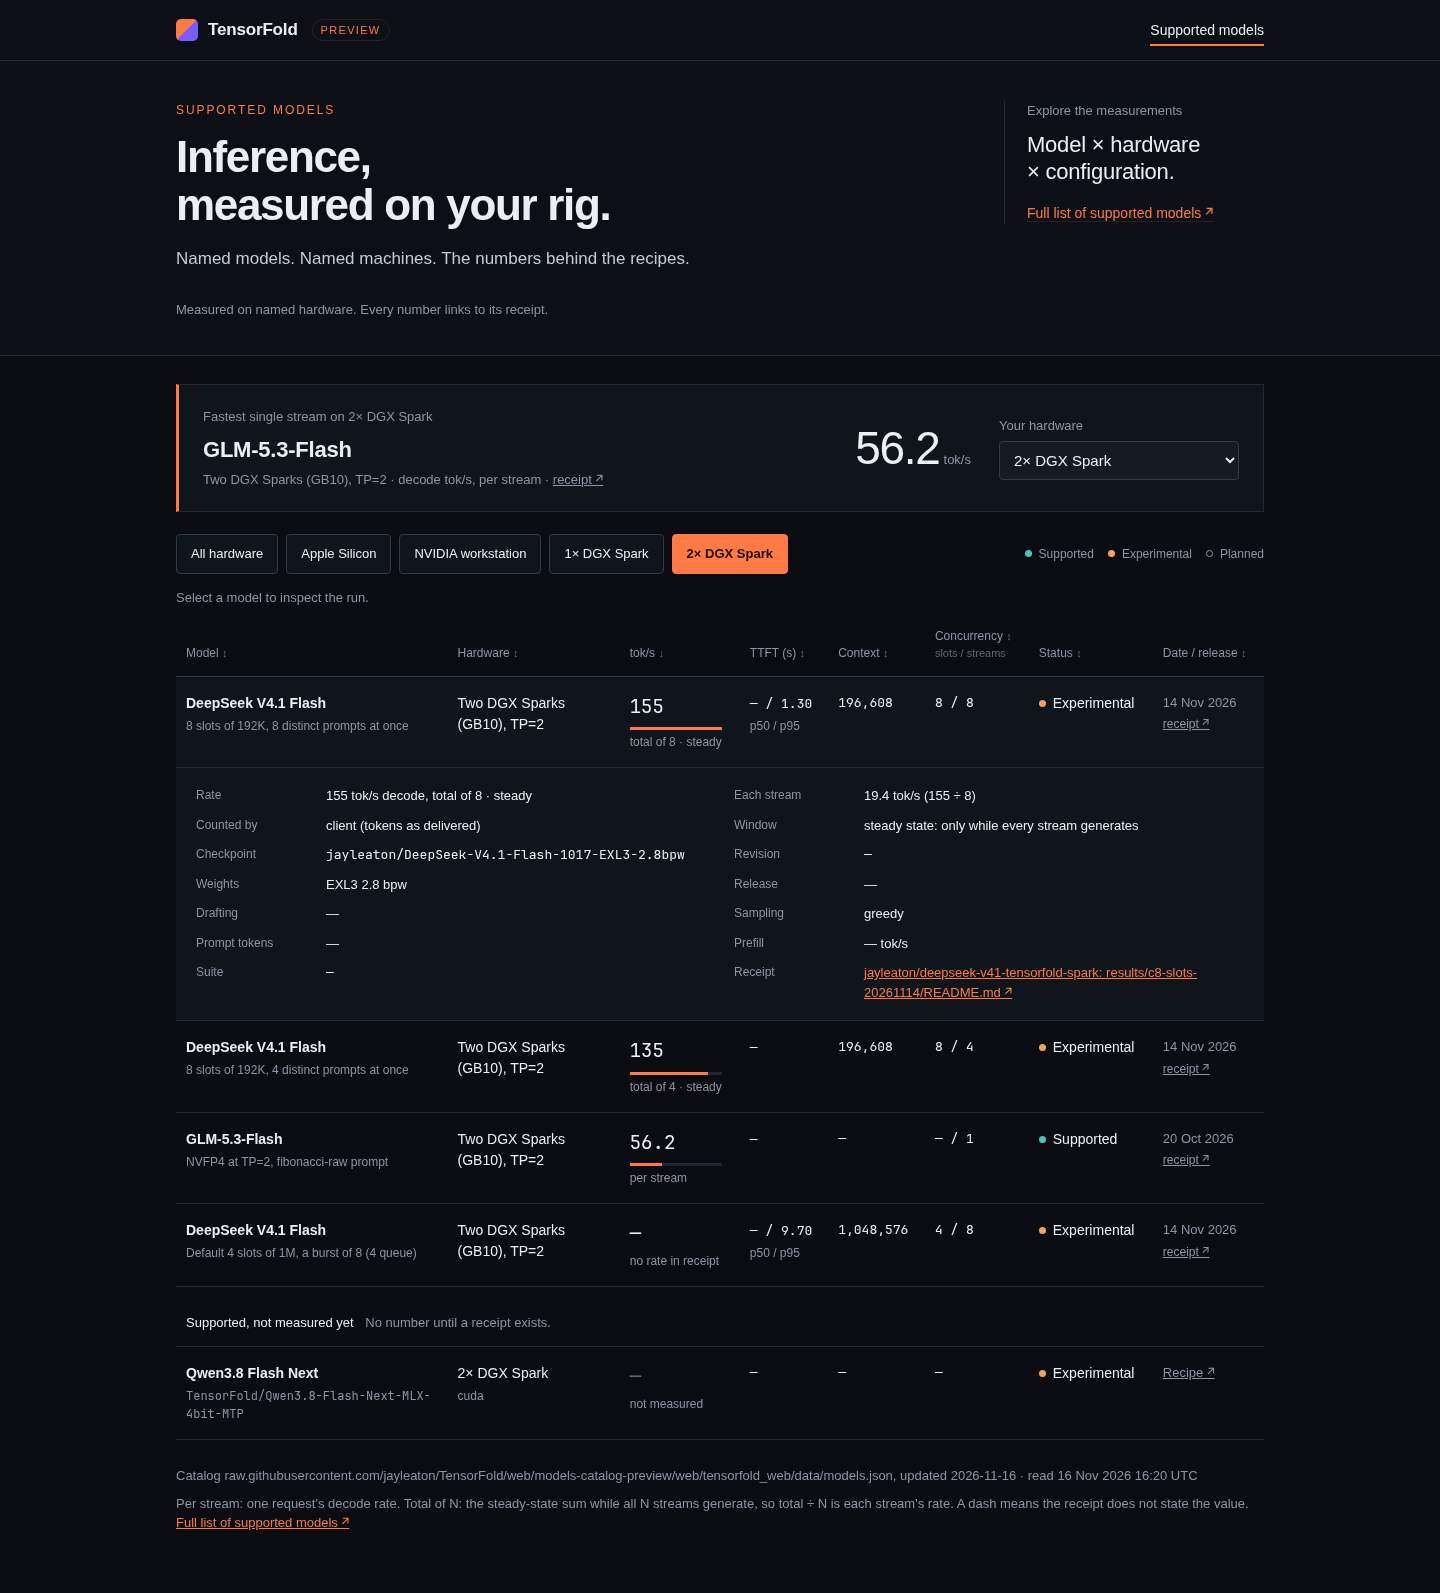 TensorFold PREVIEW
Supported models
SUPPORTED MODELS
Inference,
measured on your rig.
Named models. Named machines. The numbers behind the recipes.
Measured on named hardware. Every number links to its receipt.
Explore the measurements
Model × hardware
× configuration.
Full list of supported models ↗
Fastest single stream on 2× DGX Spark
GLM-5.3-Flash
Two DGX Sparks (GB10), TP=2 · decode tok/s, per stream · receipt ↗
56.2 tok/s
Your hardware
2× DGX Spark
All hardware Apple Silicon NVIDIA workstation 1× DGX Spark 2× DGX Spark
Supported Experimental Planned
Select a model to inspect the run.
Model ↕ Hardware ↕ tok/s ↓ TTFT (s) ↕ Context ↕ Concurrency ↕ Status ↕ Date / release ↕
slots / streams
DeepSeek V4.1 Flash Two DGX Sparks 155 – / 1.30 196,608 8 / 8 Experimental 14 Nov 2026
8 slots of 192K, 8 distinct prompts at once (GB10), TP=2 p50 / p95 receipt ↗
total of 8 · steady
Rate 155 tok/s decode, total of 8 · steady Each stream 19.4 tok/s (155 ÷ 8)
Counted by client (tokens as delivered) Window steady state: only while every stream generates
Checkpoint jayleaton/DeepSeek-V4.1-Flash-1017-EXL3-2.8bpw Revision –
Weights EXL3 2.8 bpw Release —
Drafting — Sampling greedy
Prompt tokens — Prefill — tok/s
Suite – Receipt jayleaton/deepseek-v41-tensorfold-spark: results/c8-slots-
20261114/README.md ↗
DeepSeek V4.1 Flash Two DGX Sparks 135 – 196,608 8 / 4 Experimental 14 Nov 2026
8 slots of 192K, 4 distinct prompts at once (GB10), TP=2 receipt ↗
total of 4 · steady
GLM-5.3-Flash Two DGX Sparks 56.2 – – – / 1 Supported 20 Oct 2026
NVFP4 at TP=2, fibonacci-raw prompt (GB10), TP=2 receipt ↗
per stream
DeepSeek V4.1 Flash Two DGX Sparks – – / 9.70 1,048,576 4 / 8 Experimental 14 Nov 2026
Default 4 slots of 1M, a burst of 8 (4 queue) (GB10), TP=2 no rate in receipt p50 / p95 receipt ↗
Supported, not measured yet No number until a receipt exists.
Qwen3.8 Flash Next 2× DGX Spark – – – – Experimental Recipe ↗
TensorFold/Qwen3.8-Flash-Next-MLX- cuda not measured
4bit-MTP
Catalog raw.githubusercontent.com/jayleaton/TensorFold/web/models-catalog-preview/web/tensorfold_web/data/models.json, updated 2026-11-16 · read 16 Nov 2026 16:20 UTC
Per stream: one request's decode rate. Total of N: the steady-state sum while all N streams generate, so total ÷ N is each stream's rate. A dash means the receipt does not state the value.
Full list of supported models ↗